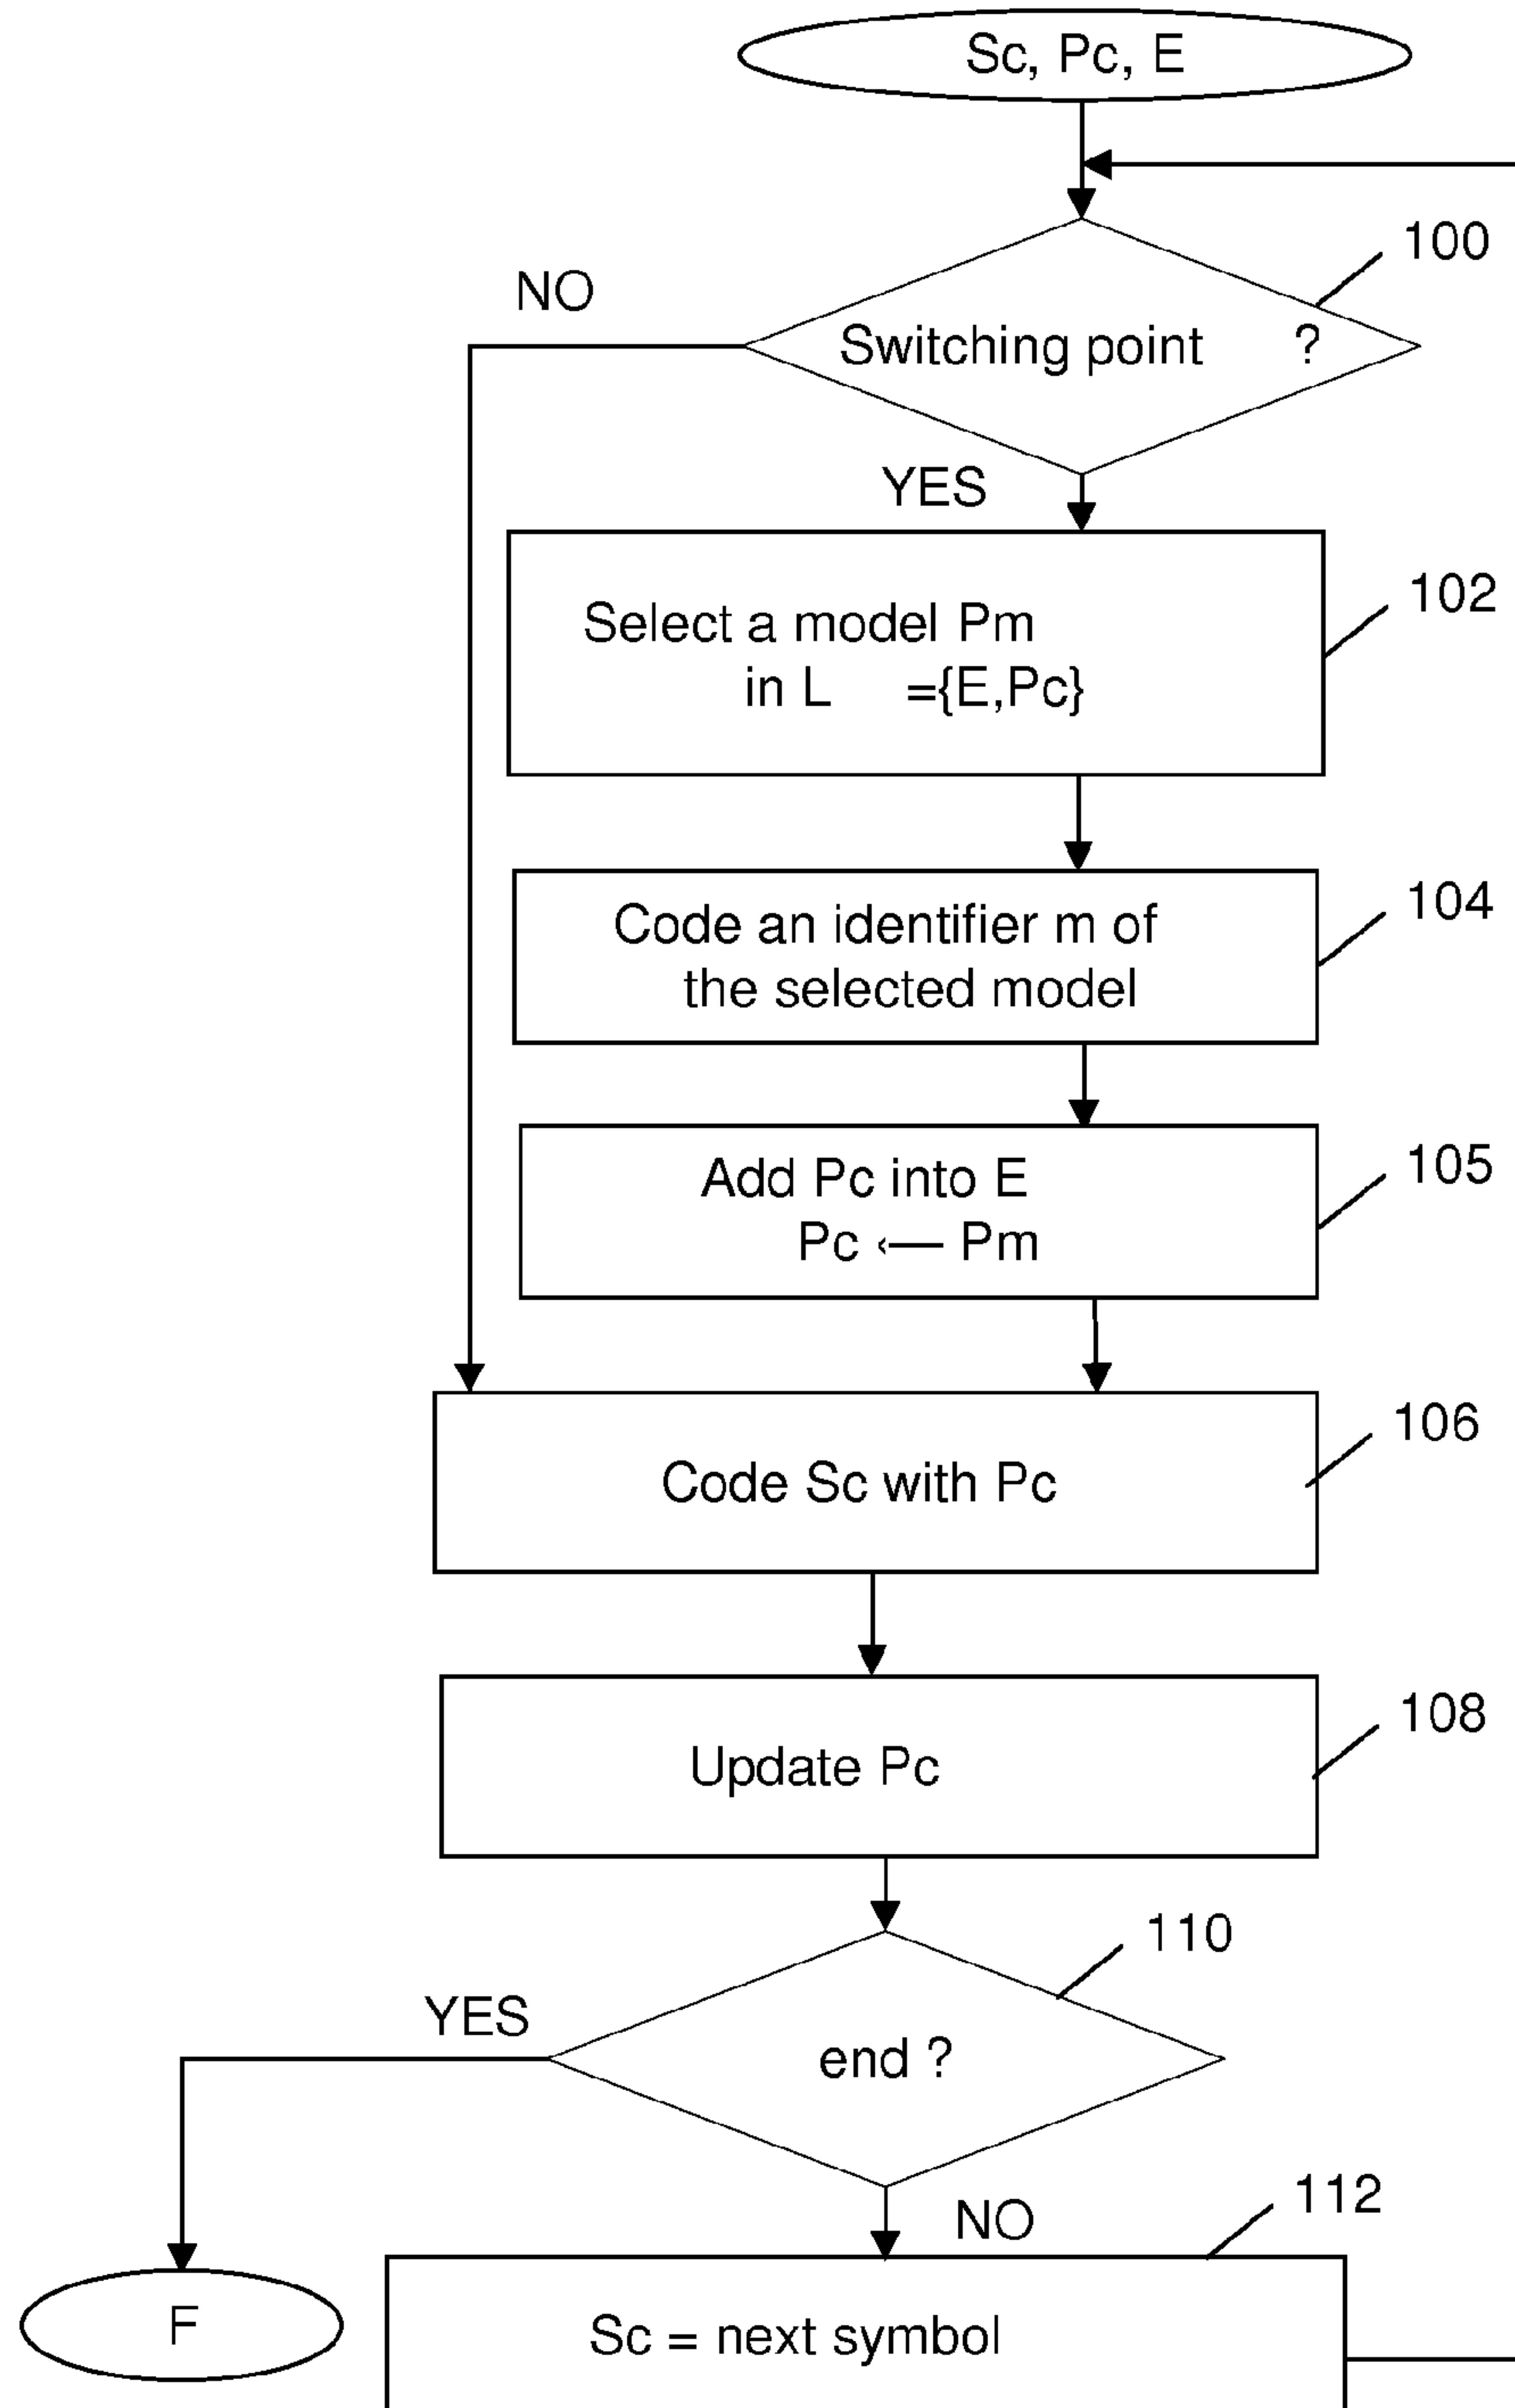 Sc, Pc, E
100
NO
Switching point ?
YES
102
Select a model Pm
in L ={E,Pc}
104
Code an identifier m of
the selected model
105
Add Pc into E
Pc ← Pm
106
Code Sc with Pc
108
Update Pc
110
YES
end ?
112
NO
F
Sc = next symbol